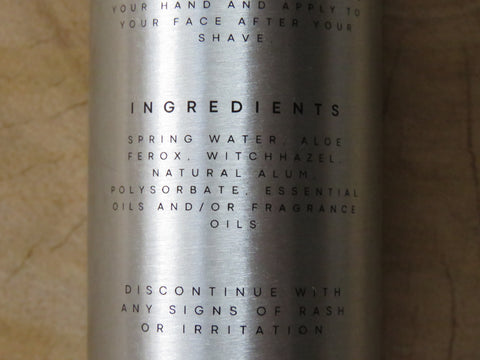 YOUR HAND AND APPLY TO
YOUR FACE AFTER YOUR
SHAVE
INGREDIENTS
SPRING WATER, ALOE
FEROX, WITCHHAZEL,
NATURAL ALUM,
POLYSORBATE, ESSENTIAL
OILS AND/OR FRAGRANCE
OILS
DISCONTINUE WITH
ANY SIGNS OF RASH
OR IRRITATION